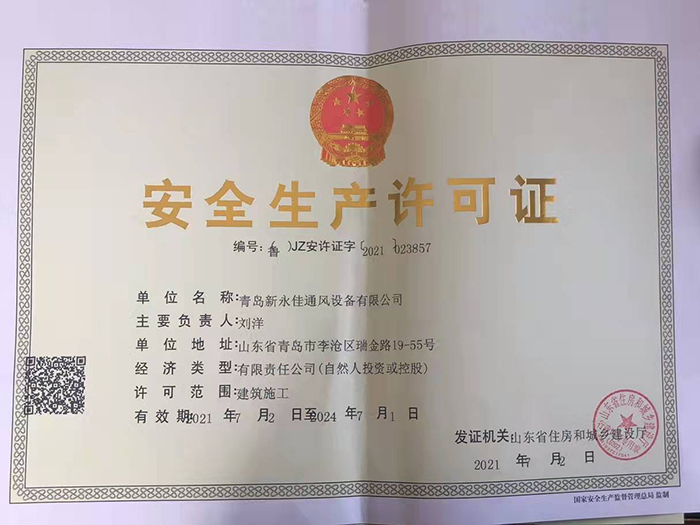 安全生产许可证
编号:(鲁)JZ安许证字〔2021〕023857
单位名称:青岛新永佳通风设备有限公司
主要负责人:刘洋
单位地址:山东省青岛市李沧区瑞金路19-55号
经济类型:有限责任公司(自然人投资或控股)
许可范围:建筑施工
有效期:2021年7月2日至2024年7月1日
发证机关:山东省住房和城乡建设厅
2021年7月2日
国家安全生产监督管理总局 监制